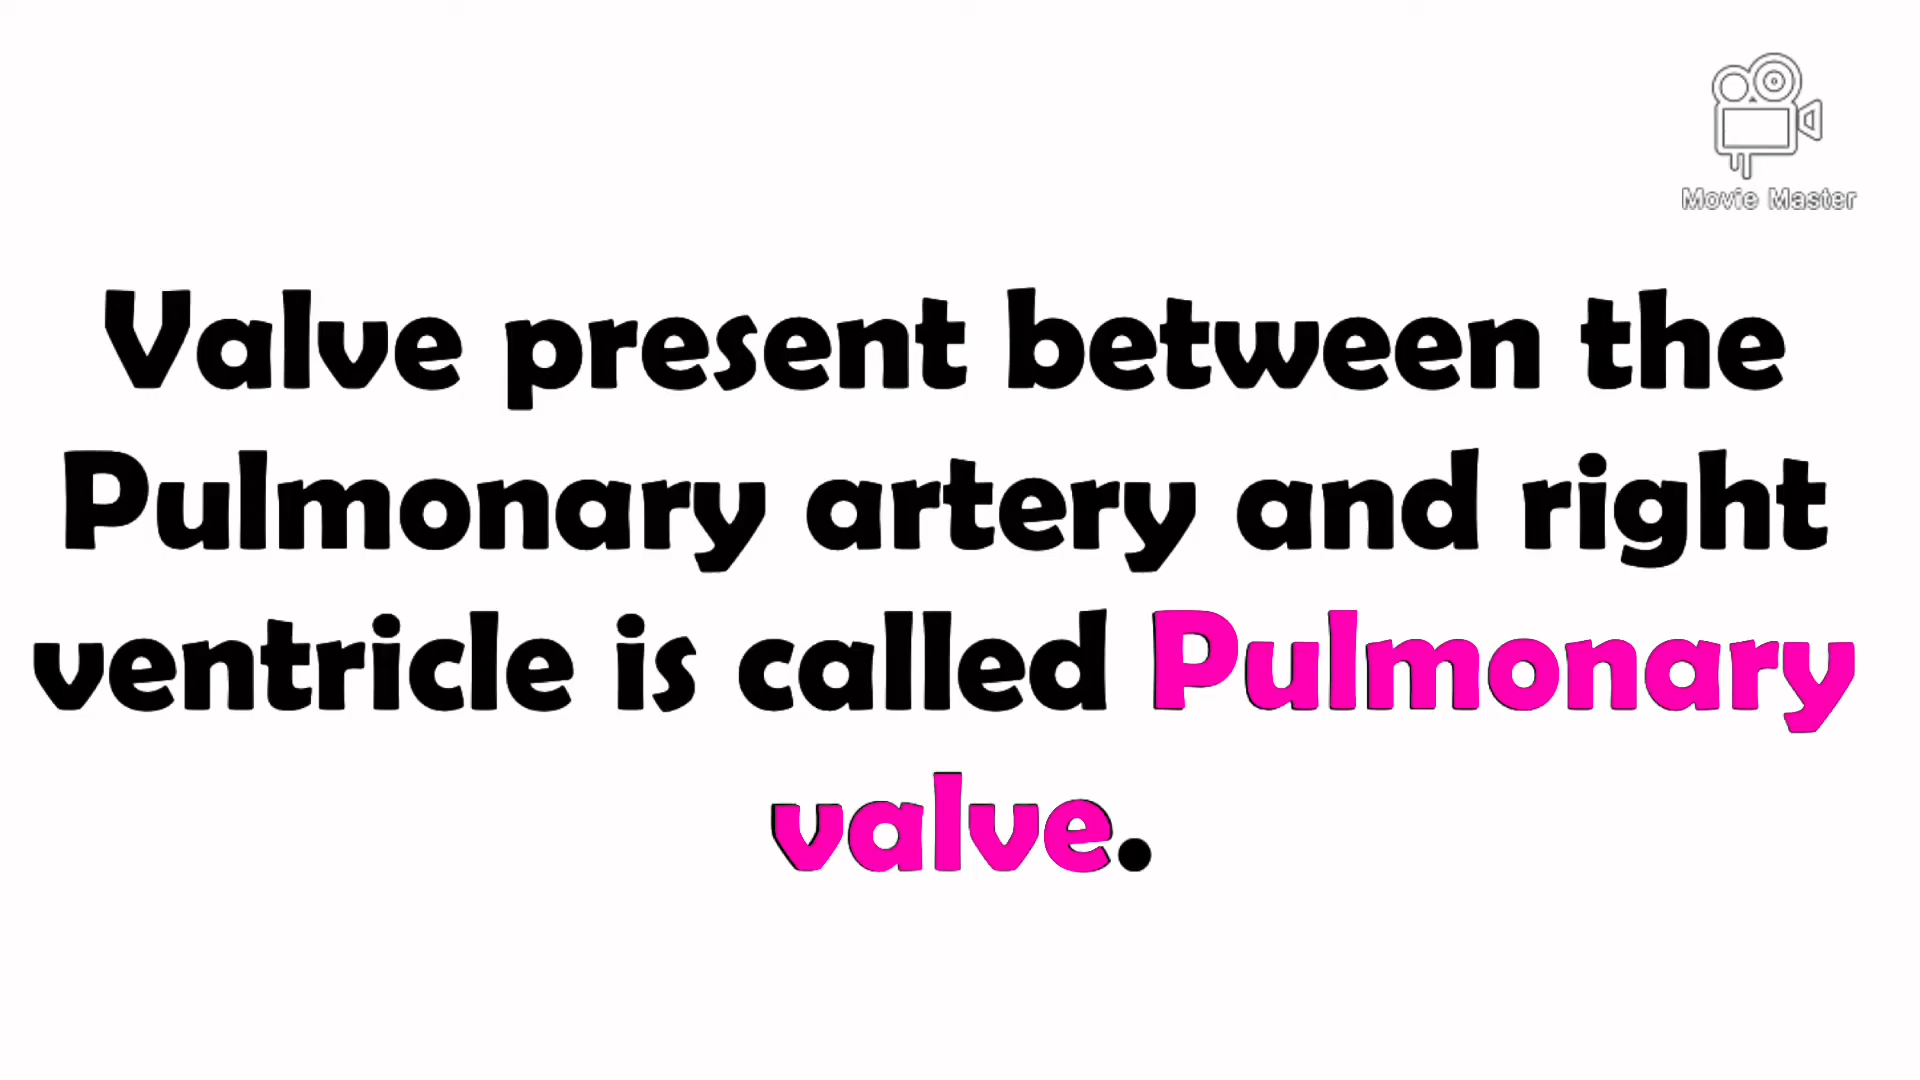 Movie Master
Valve present between the
Pulmonary artery and right
ventricle is called Pulmonary
valve.